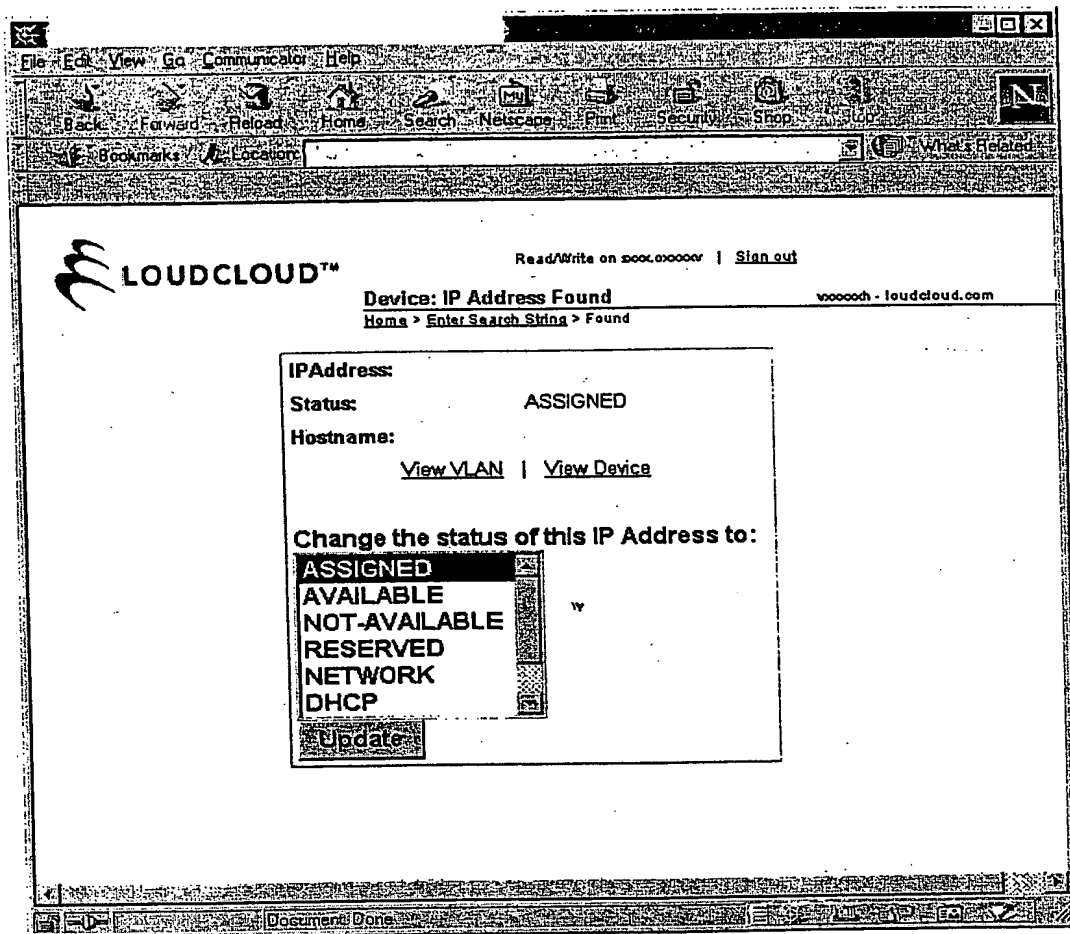 File Edit View Go Communicator Help
Back Forward Reload Home Search Netscape Print Security Shop Stop
My
N
Bookmarks Location: What's Related
LOUDCLOUD™
Read/Write on | Sign out
Device: IP Address Found
- loudcloud.com
Home > Enter Search String > Found
IPAddress:
Status: ASSIGNED
Hostname:
View VLAN | View Device
Change the status of this IP Address to:
ASSIGNED
AVAILABLE
NOT-AVAILABLE
RESERVED
NETWORK
DHCP
Update
Document: Done